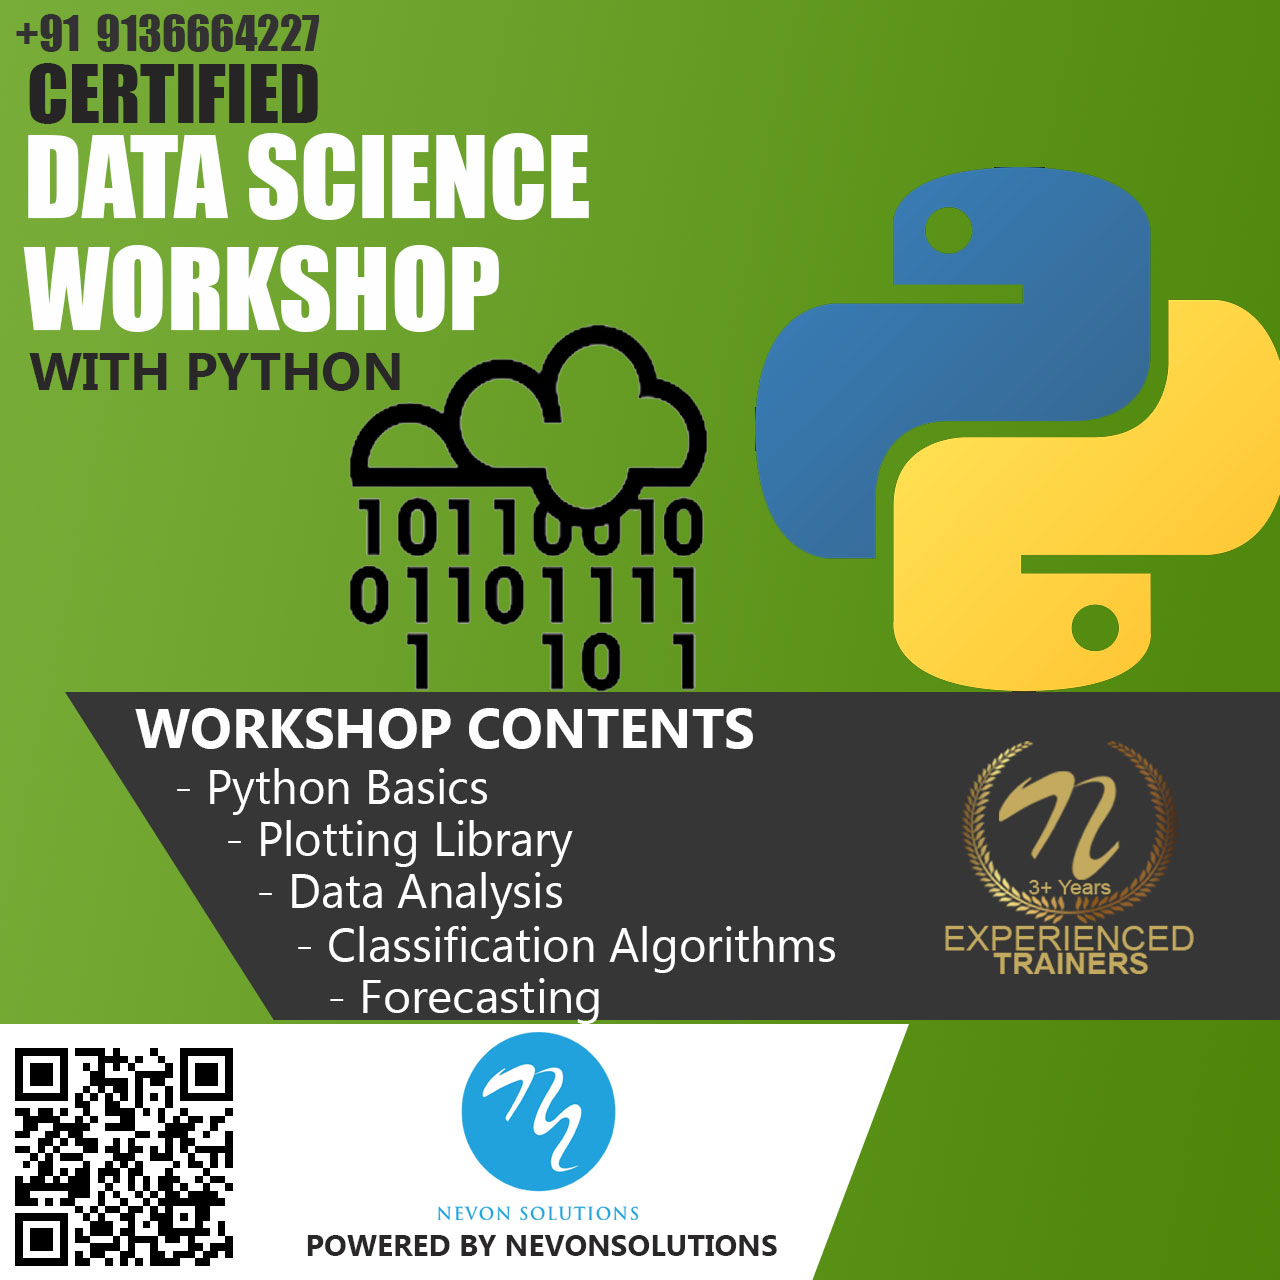 +91 9136664227
CERTIFIED
DATA SCIENCE
WORKSHOP
WITH PYTHON
10110010
01101111
1 10 1
WORKSHOP CONTENTS
- Python Basics
- Plotting Library
- Data Analysis
- Classification Algorithms
- Forecasting
3+ Years
EXPERIENCED
TRAINERS
NEVON SOLUTIONS
POWERED BY NEVONSOLUTIONS